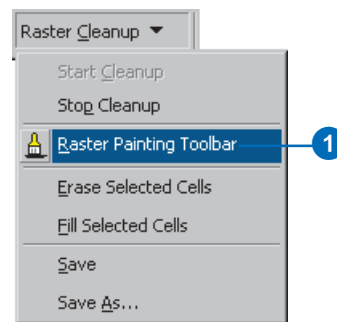 Raster Cleanup
Start Cleanup
Stop Cleanup
Raster Painting Toolbar 1
Erase Selected Cells
Fill Selected Cells
Save
Save As...